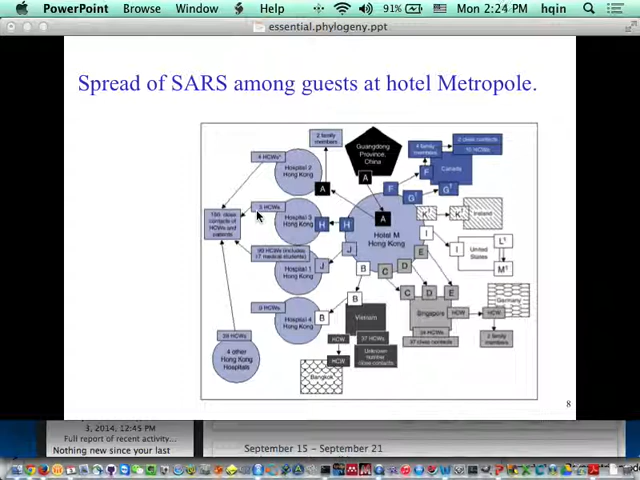 PowerPoint Browser Window Help 91% Mon 2:24 PM hqin
essential.phylogeny.ppt
Spread of SARS among guests at hotel Metropole.
2 family
members
Guangdong
Province,
China
4 family
members
2 close contacts
10 HCWs
4 HCWs*
Hospital 2
Hong Kong
Canada
A
A
F
F
G†
G†
3 HCWs
Hospital 3
Hong Kong
H
H
A
Hotel M
Hong Kong
K
K
Ireland
156 close
contacts of
HCWs and
patients
J
I
I
United
States
L†
M†
99 HCWs (includes
17 medical students)
Hospital 1
Hong Kong
J
B
C
D
E
C
D
E
Germany
0 HCWs
Hospital 4
Hong Kong
B
B
Vietnam
Singapore
HCW
HCW
34 HCWs
37 close contacts
2 family
members
28 HCWs
4 other
Hong Kong
Hospitals
HCW
HCW
37 HCWs
Unknown
number
close contacts
Bangkok
8
3, 2014, 12:45 PM
Full report of recent activity...
Nothing new since your last
September 15 – September 21